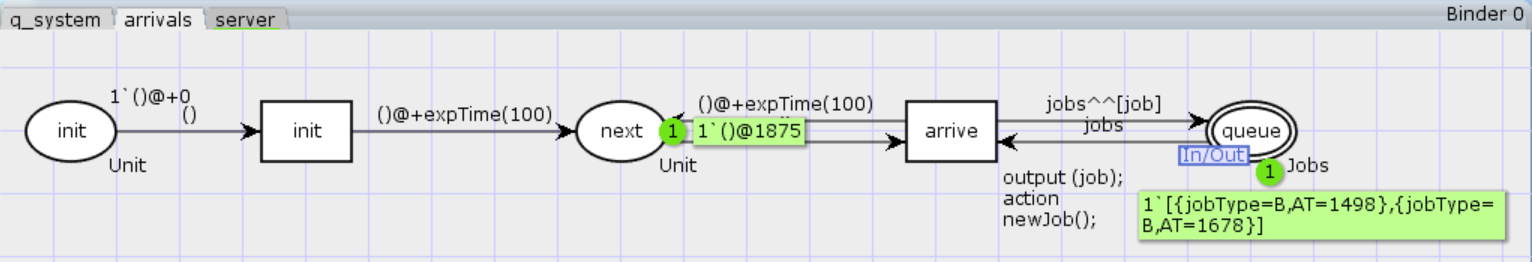 q_system arrivals server Binder 0
1`()@+0
()
()@+expTime(100)
()@+expTime(100)
jobs^^[job]
jobs
init
init
next
1
1`()@1875
arrive
queue
In/Out
Unit
Unit
1
Jobs
output (job);
action
newJob();
1`[{jobType=B,AT=1498},{jobType=
B,AT=1678}]